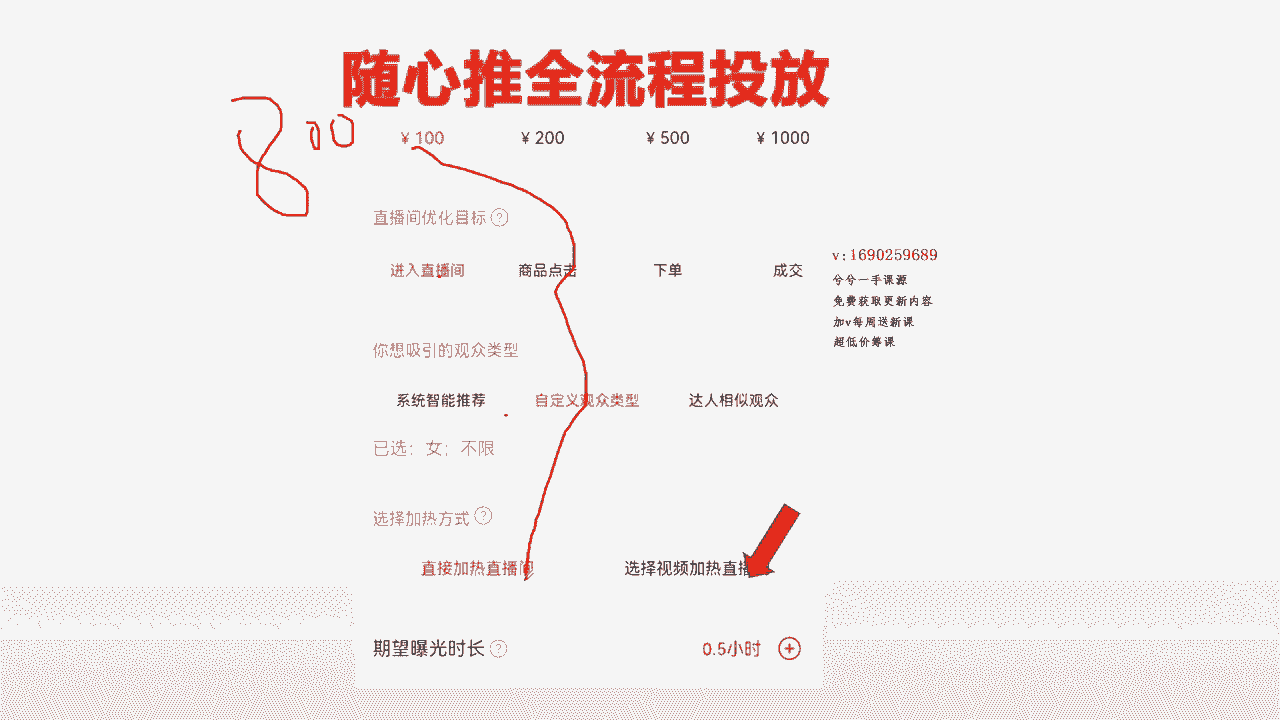 随心推全流程投放
800
¥ 100 ¥ 200 ¥ 500 ¥ 1000
直播间优化目标 ?
进入直播间 商品点击 下单 成交
v:1690259689
兮兮一手课源
免费获取更新内容
加v每周送新课
超低价筹课
你想吸引的观众类型
系统智能推荐 自定义观众类型 达人相似观众
已选：女；不限
选择加热方式 ?
直接加热直播间 选择视频加热直播
期望曝光时长 ? 0.5小时 +